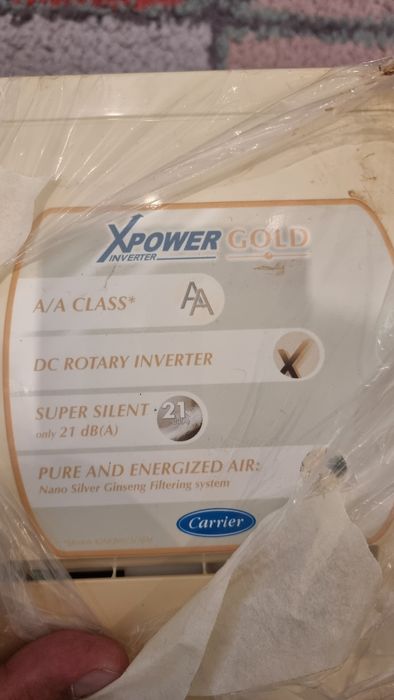 XPOWER GOLD
INVERTER
A/A CLASS*
AA
DC ROTARY INVERTER
X
SUPER SILENT
21
only 21 dB(A)
PURE AND ENERGIZED AIR:
Nano Silver Ginseng Filtering system
Carrier